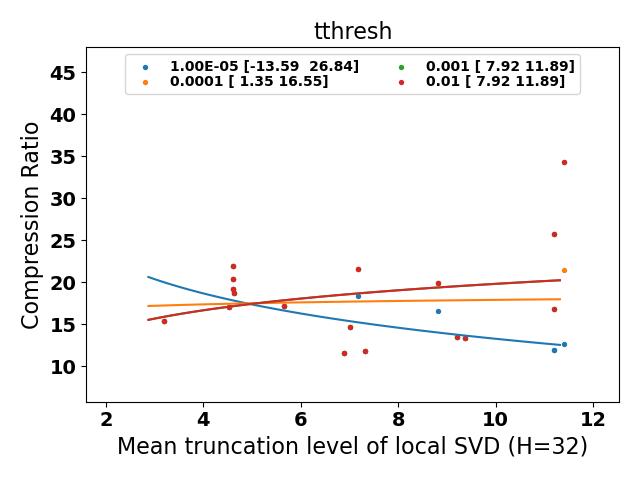 tthresh
1.00E-05 [-13.59  26.84]
0.0001 [ 1.35 16.55]
0.001 [ 7.92 11.89]
0.01 [ 7.92 11.89]
Compression Ratio
45
40
35
30
25
20
15
10
2 4 6 8 10 12
Mean truncation level of local SVD (H=32)